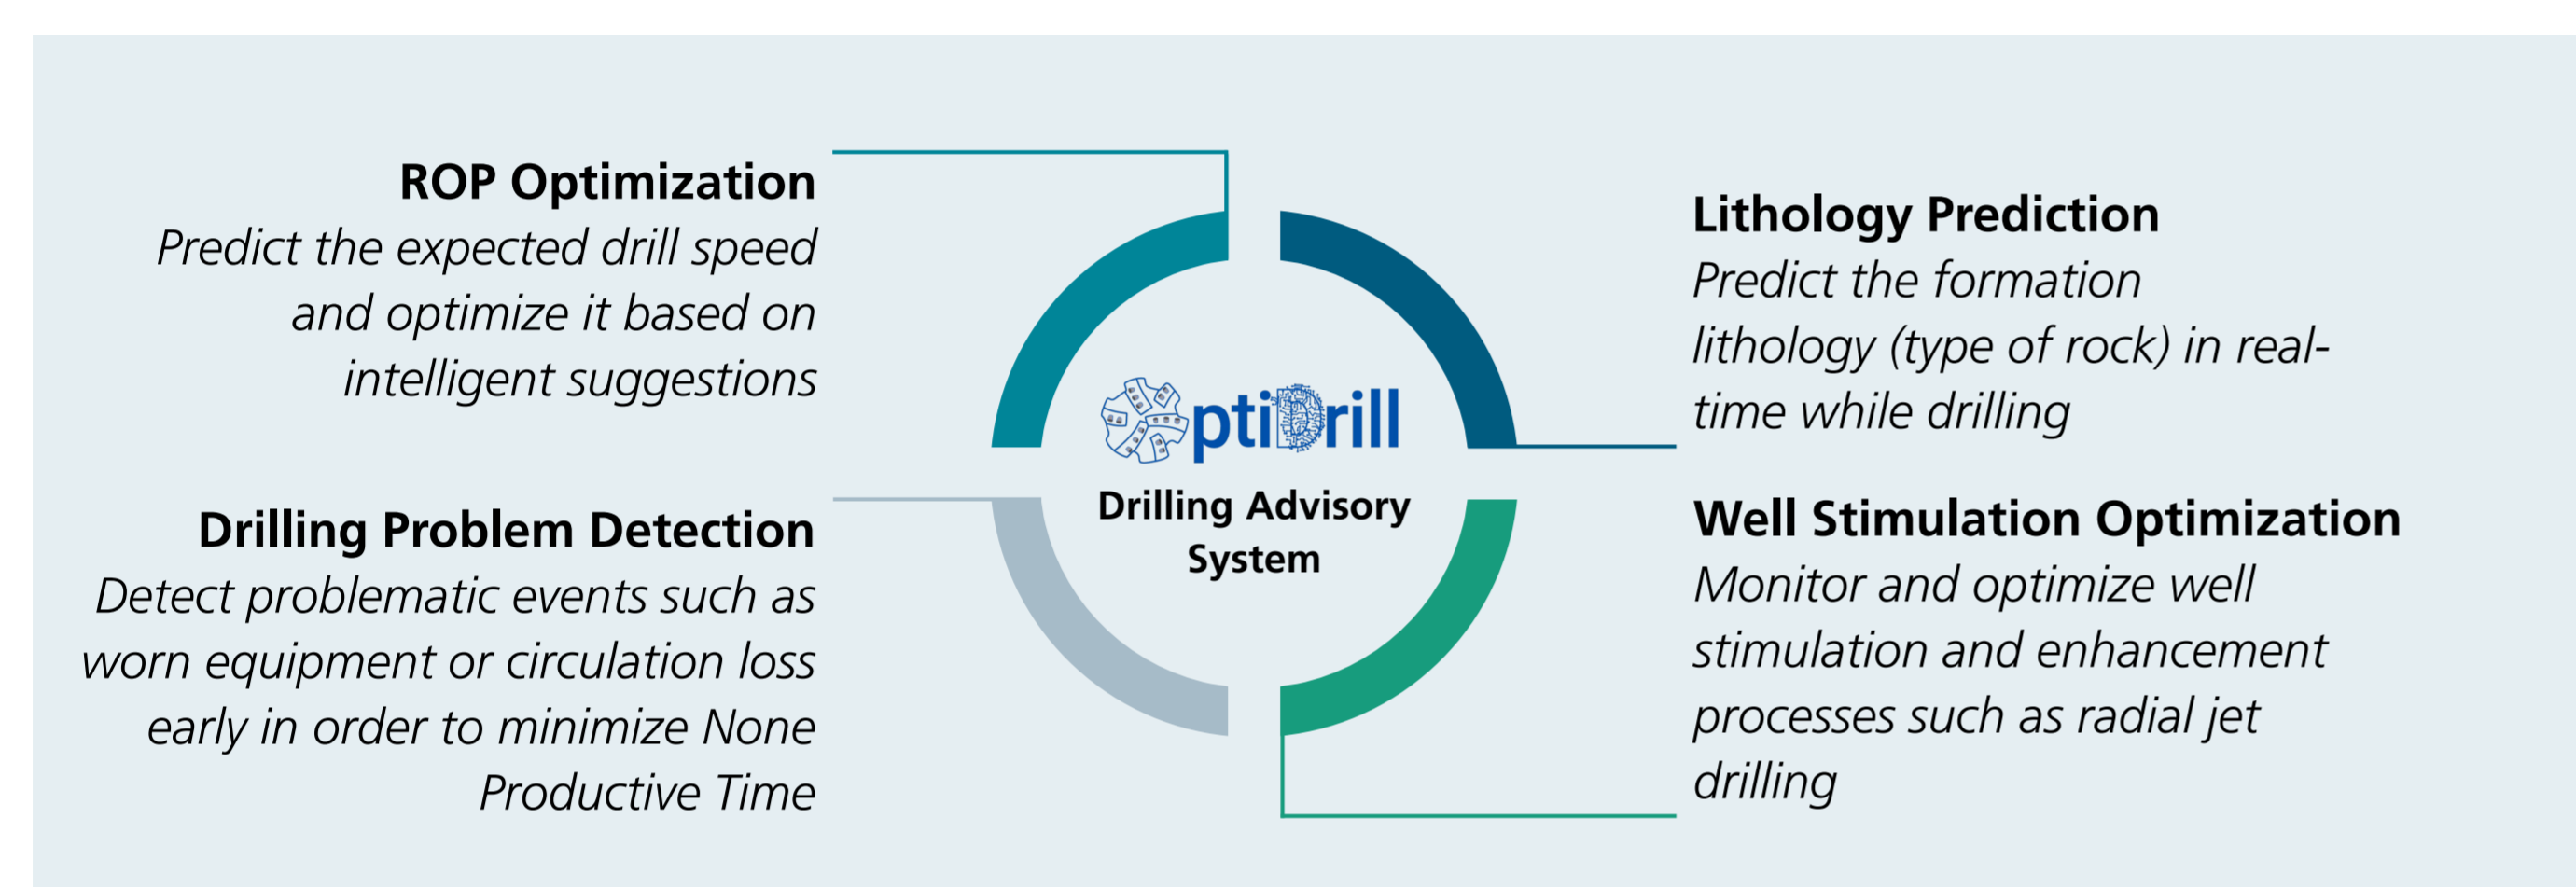 ROP Optimization
Predict the expected drill speed
and optimize it based on
intelligent suggestions
Drilling Problem Detection
Detect problematic events such as
worn equipment or circulation loss
early in order to minimize None
Productive Time
OptiDrill
Drilling Advisory
System
Lithology Prediction
Predict the formation
lithology (type of rock) in real-
time while drilling
Well Stimulation Optimization
Monitor and optimize well
stimulation and enhancement
processes such as radial jet
drilling